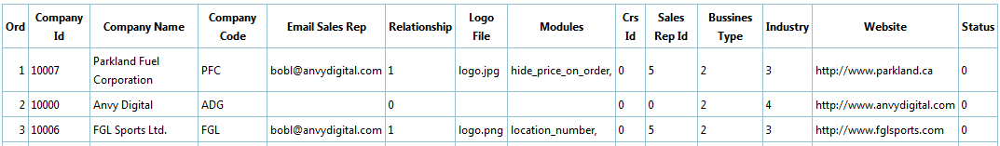 Ord Company Id Company Name Company Code Email Sales Rep Relationship Logo File Modules Crs Id Sales Rep Id Bussines Type Industry Website Status
1 10007 Parkland Fuel Corporation PFC bobl@anvydigital.com 1 logo.jpg hide_price_on_order, 0 5 2 3 http://www.parkland.ca 0
2 10000 Anvy Digital ADG 0 0 0 2 4 http://www.anvydigital.com 0
3 10006 FGL Sports Ltd. FGL bobl@anvydigital.com 1 logo.png location_number, 0 5 2 3 http://www.fglsports.com 0